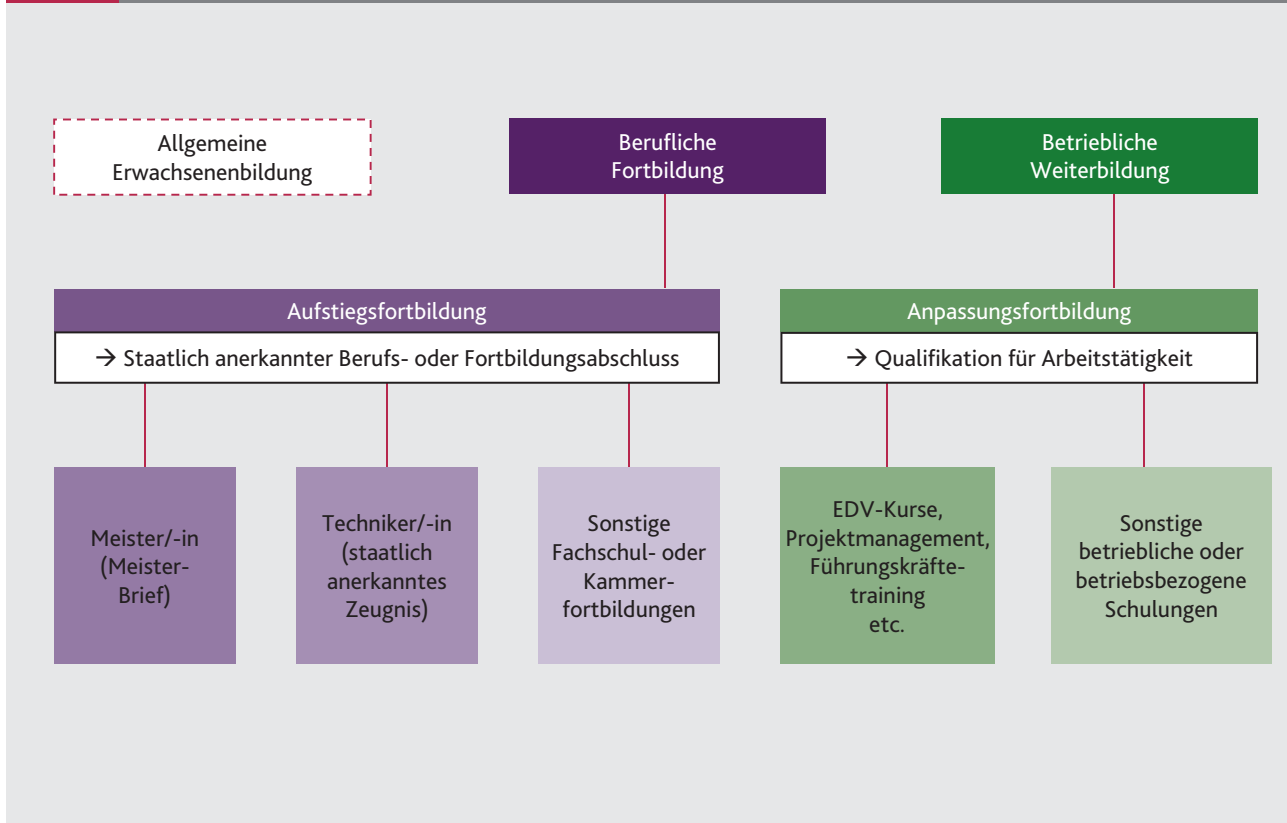 Allgemeine
Erwachsenenbildung
Berufliche
Fortbildung
Betriebliche
Weiterbildung
Aufstiegsfortbildung
→ Staatlich anerkannter Berufs- oder Fortbildungsabschluss
Anpassungsfortbildung
→ Qualifikation für Arbeitstätigkeit
Meister/-in
(Meister-
Brief)
Techniker/-in
(staatlich
anerkanntes
Zeugnis)
Sonstige
Fachschul- oder
Kammer-
fortbildungen
EDV-Kurse,
Projektmanagement,
Führungskräfte-
training
etc.
Sonstige
betriebliche oder
betriebsbezogene
Schulungen